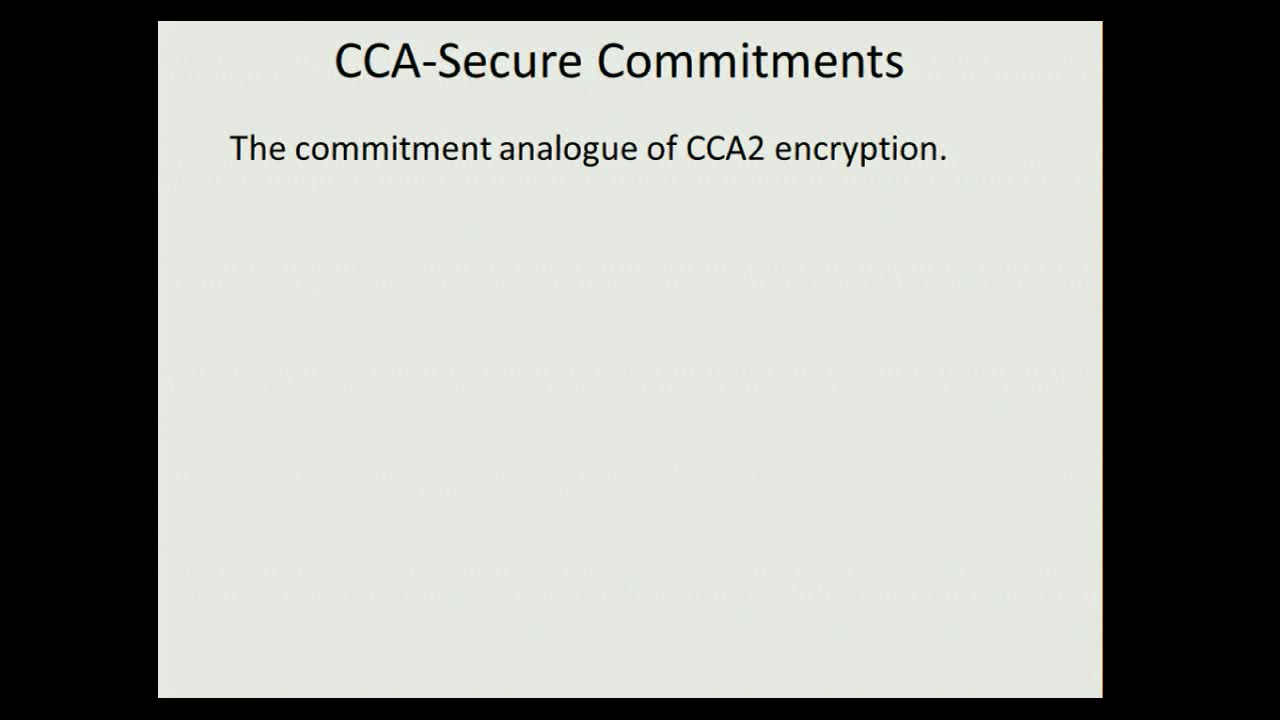 CCA-Secure Commitments
The commitment analogue of CCA2 encryption.